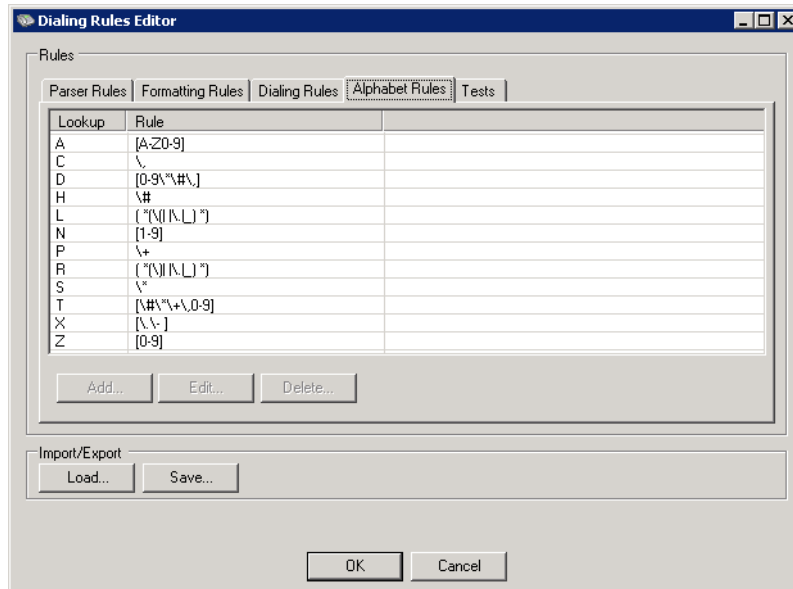 Dialing Rules Editor
Rules
Parser Rules Formatting Rules Dialing Rules Alphabet Rules Tests
Lookup Rule
A [A-Z0-9]
C \,
D [0-9\*\#\,]
H \#
L ( *(\(| |\.|_) *)
N [1-9]
P \+
R ( *(\)| |\.|_) *)
S \*
T [\#\*\+\,0-9]
X [\.\- ]
Z [0-9]
Add... Edit... Delete...
Import/Export
Load... Save...
OK Cancel